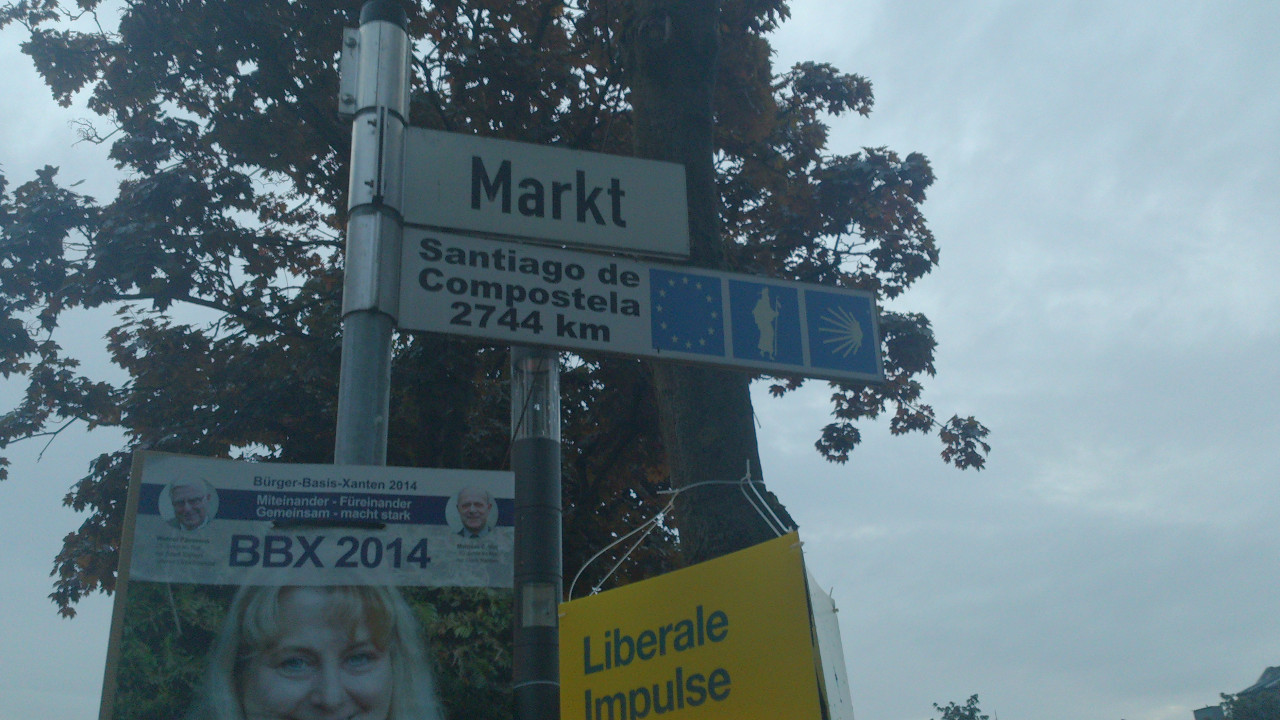 Markt
Santiago de
Compostela
2744 km
Bürger-Basis-Xanten 2014
Miteinander - Füreinander
Gemeinsam - macht stark
BBX 2014
Liberale
Impulse